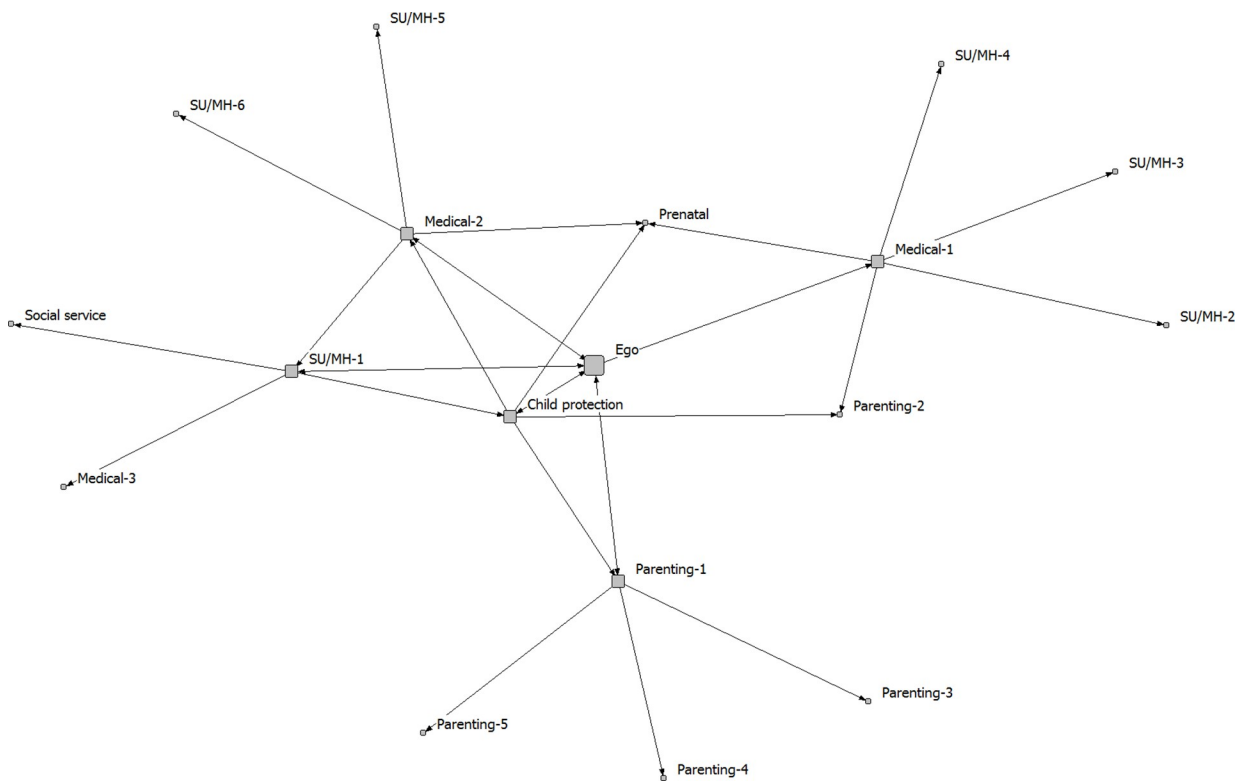 SU/MH-5
SU/MH-4
SU/MH-6
SU/MH-3
Prenatal
Medical-2
Medical-1
Social service
SU/MH-2
Ego
SU/MH-1
Child protection
Parenting-2
Medical-3
Parenting-1
Parenting-3
Parenting-5
Parenting-4